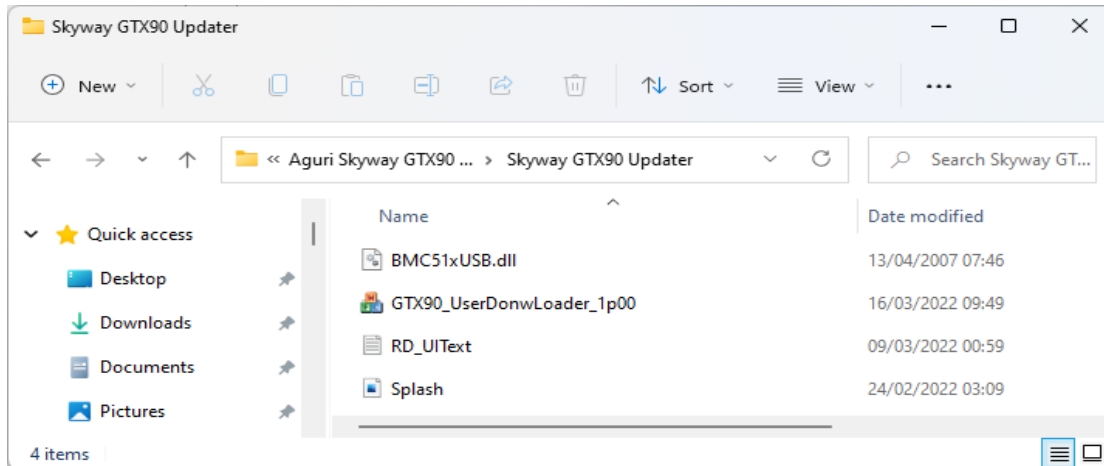 Skyway GTX90 Updater
New Sort View
« Aguri Skyway GTX90 ... > Skyway GTX90 Updater Search Skyway GT...
Name Date modified
Quick access
BMC51xUSB.dll 13/04/2007 07:46
Desktop
GTX90_UserDonwLoader_1p00 16/03/2022 09:49
Downloads
RD_UIText 09/03/2022 00:59
Documents
Splash 24/02/2022 03:09
Pictures
4 items